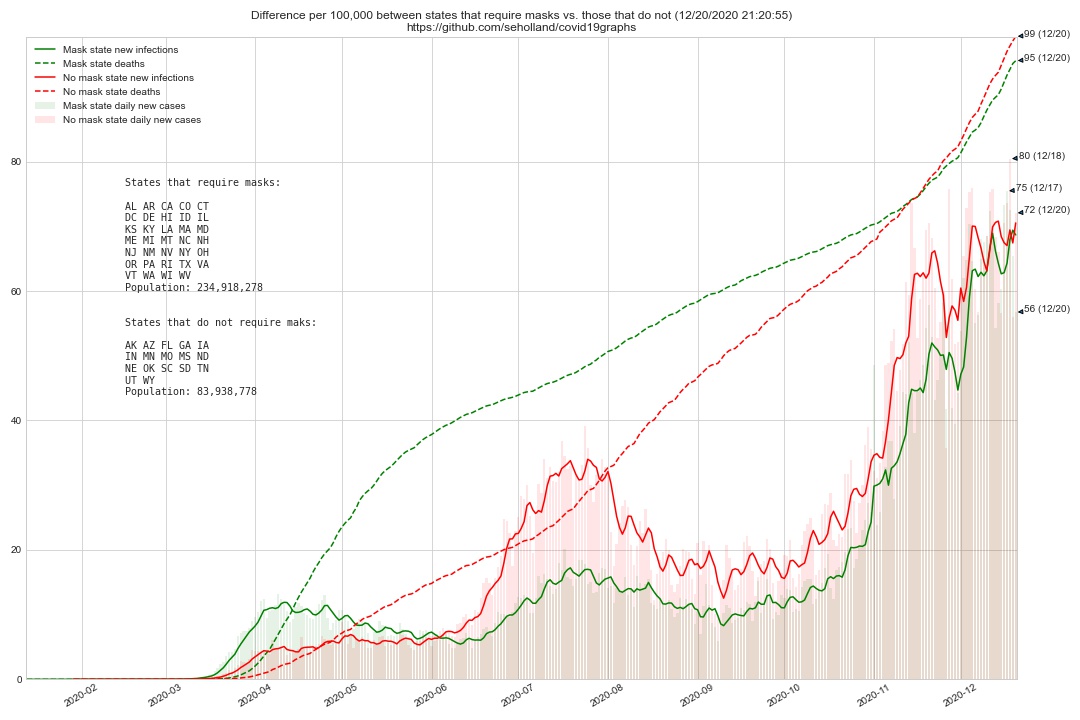 Difference per 100,000 between states that require masks vs. those that do not (12/20/2020 21:20:55)
https://github.com/seholland/covid19graphs
Mask state new infections
Mask state deaths
No mask state new infections
No mask state deaths
Mask state daily new cases
No mask state daily new cases
States that require masks:
AL AR CA CO CT
DC DE HI ID IL
KS KY LA MA MD
ME MI MT NC NH
NJ NM NV NY OH
OR PA RI TX VA
VT WA WI WV
Population: 234,918,278
States that do not require maks:
AK AZ FL GA IA
IN MN MO MS ND
NE OK SC SD TN
UT WY
Population: 83,938,778
99 (12/20)
95 (12/20)
80 (12/18)
75 (12/17)
72 (12/20)
56 (12/20)
80
60
40
20
0
2020-02
2020-03
2020-04
2020-05
2020-06
2020-07
2020-08
2020-09
2020-10
2020-11
2020-12